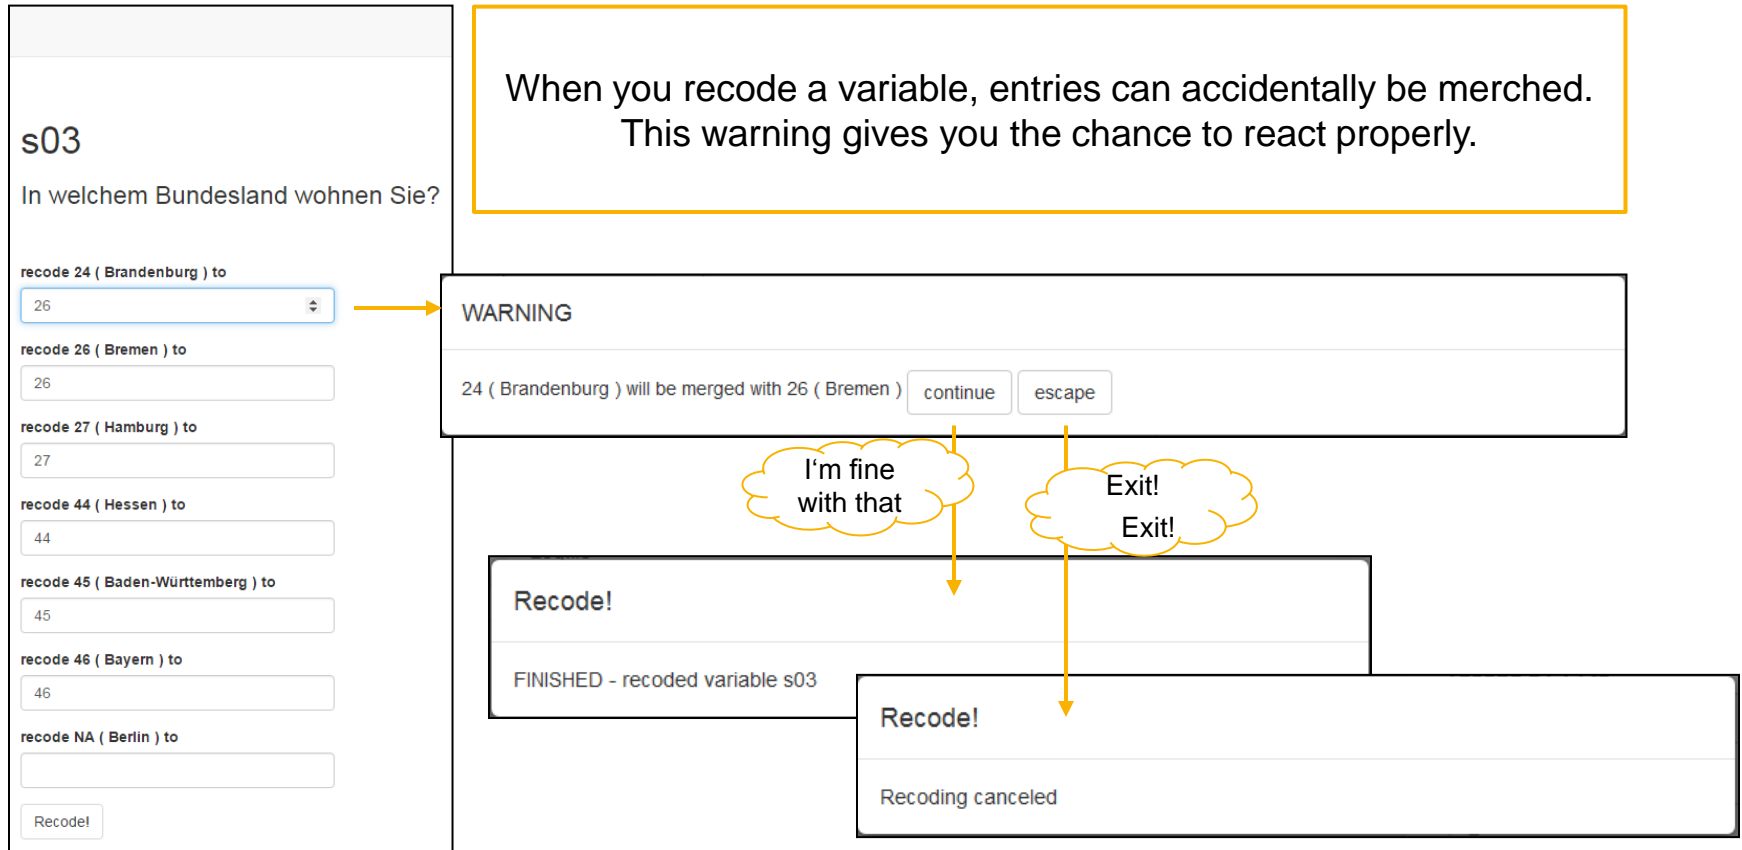 When you recode a variable, entries can accidentally be merched.
This warning gives you the chance to react properly.
s03
In welchem Bundesland wohnen Sie?
recode 24 ( Brandenburg ) to
26
recode 26 ( Bremen ) to
26
recode 27 ( Hamburg ) to
27
recode 44 ( Hessen ) to
44
recode 45 ( Baden-Württemberg ) to
45
recode 46 ( Bayern ) to
46
recode NA ( Berlin ) to
Recode!
WARNING
24 ( Brandenburg ) will be merged with 26 ( Bremen ) continue escape
I‘m fine
with that
Exit!
Exit!
Recode!
FINISHED - recoded variable s03
Recode!
Recoding canceled